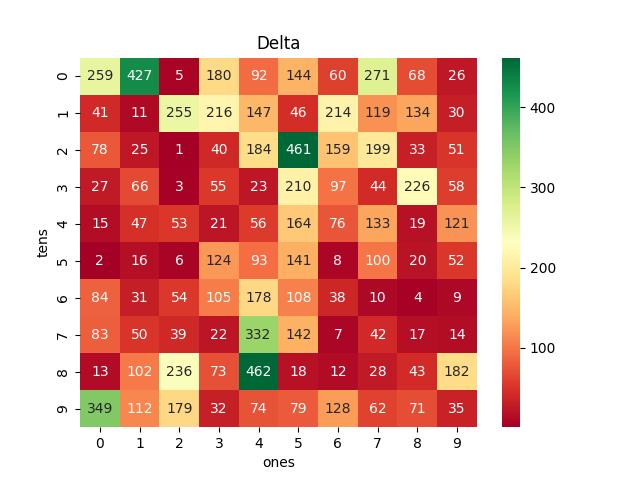 Delta
0 259 427 5 180 92 144 60 271 68 26
1 41 11 255 216 147 46 214 119 134 30
2 78 25 1 40 184 461 159 199 33 51
3 27 66 3 55 23 210 97 44 226 58
4 15 47 53 21 56 164 76 133 19 121
5 2 16 6 124 93 141 8 100 20 52
6 84 31 54 105 178 108 38 10 4 9
7 83 50 39 22 332 142 7 42 17 14
8 13 102 236 73 462 18 12 28 43 182
9 349 112 179 32 74 79 128 62 71 35
0 1 2 3 4 5 6 7 8 9
ones
tens
400
300
200
100